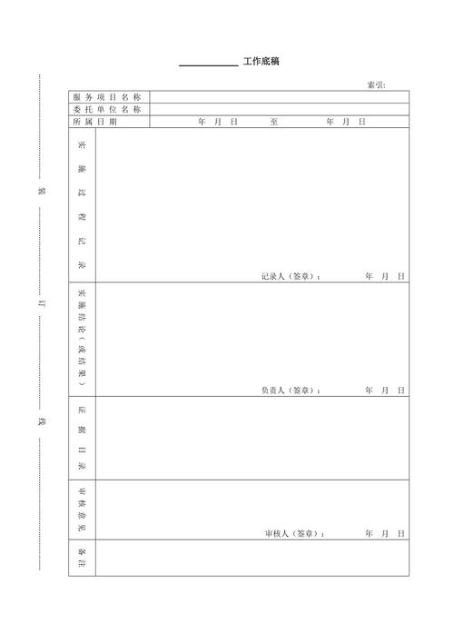 工作底稿
索引:
服务项目名称
委托单位名称
所属日期 年 月 日 至 年 月 日
实施过程记录
记录人（签章）： 年 月 日
实施结论（或结果）
负责人（签章）： 年 月 日
证据目录
审核意见
审核人（签章）： 年 月 日
备注
装
订
线